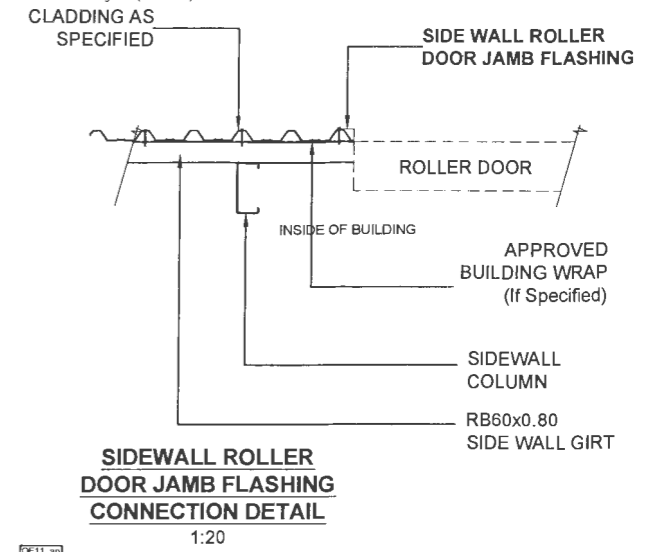 CLADDING AS
SPECIFIED
SIDE WALL ROLLER
DOOR JAMB FLASHING
ROLLER DOOR
INSIDE OF BUILDING
APPROVED
BUILDING WRAP
(If Specified)
SIDEWALL
COLUMN
RB60x0.80
SIDE WALL GIRT
SIDEWALL ROLLER
DOOR JAMB FLASHING
CONNECTION DETAIL
1:20